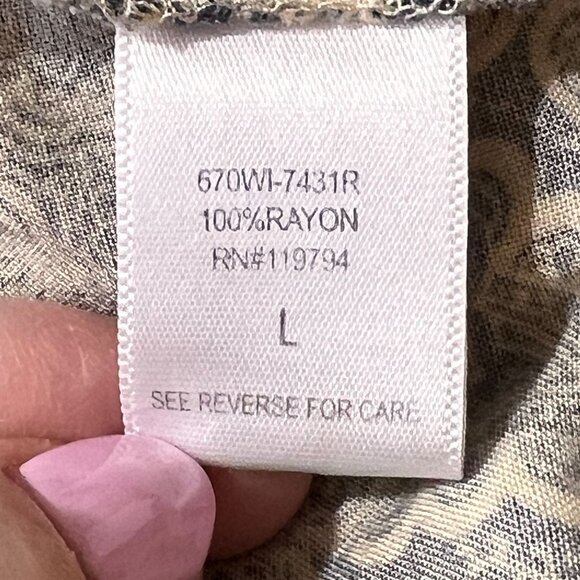 670WI-7431R
100%RAYON
RN#119794
L
SEE REVERSE FOR CARE